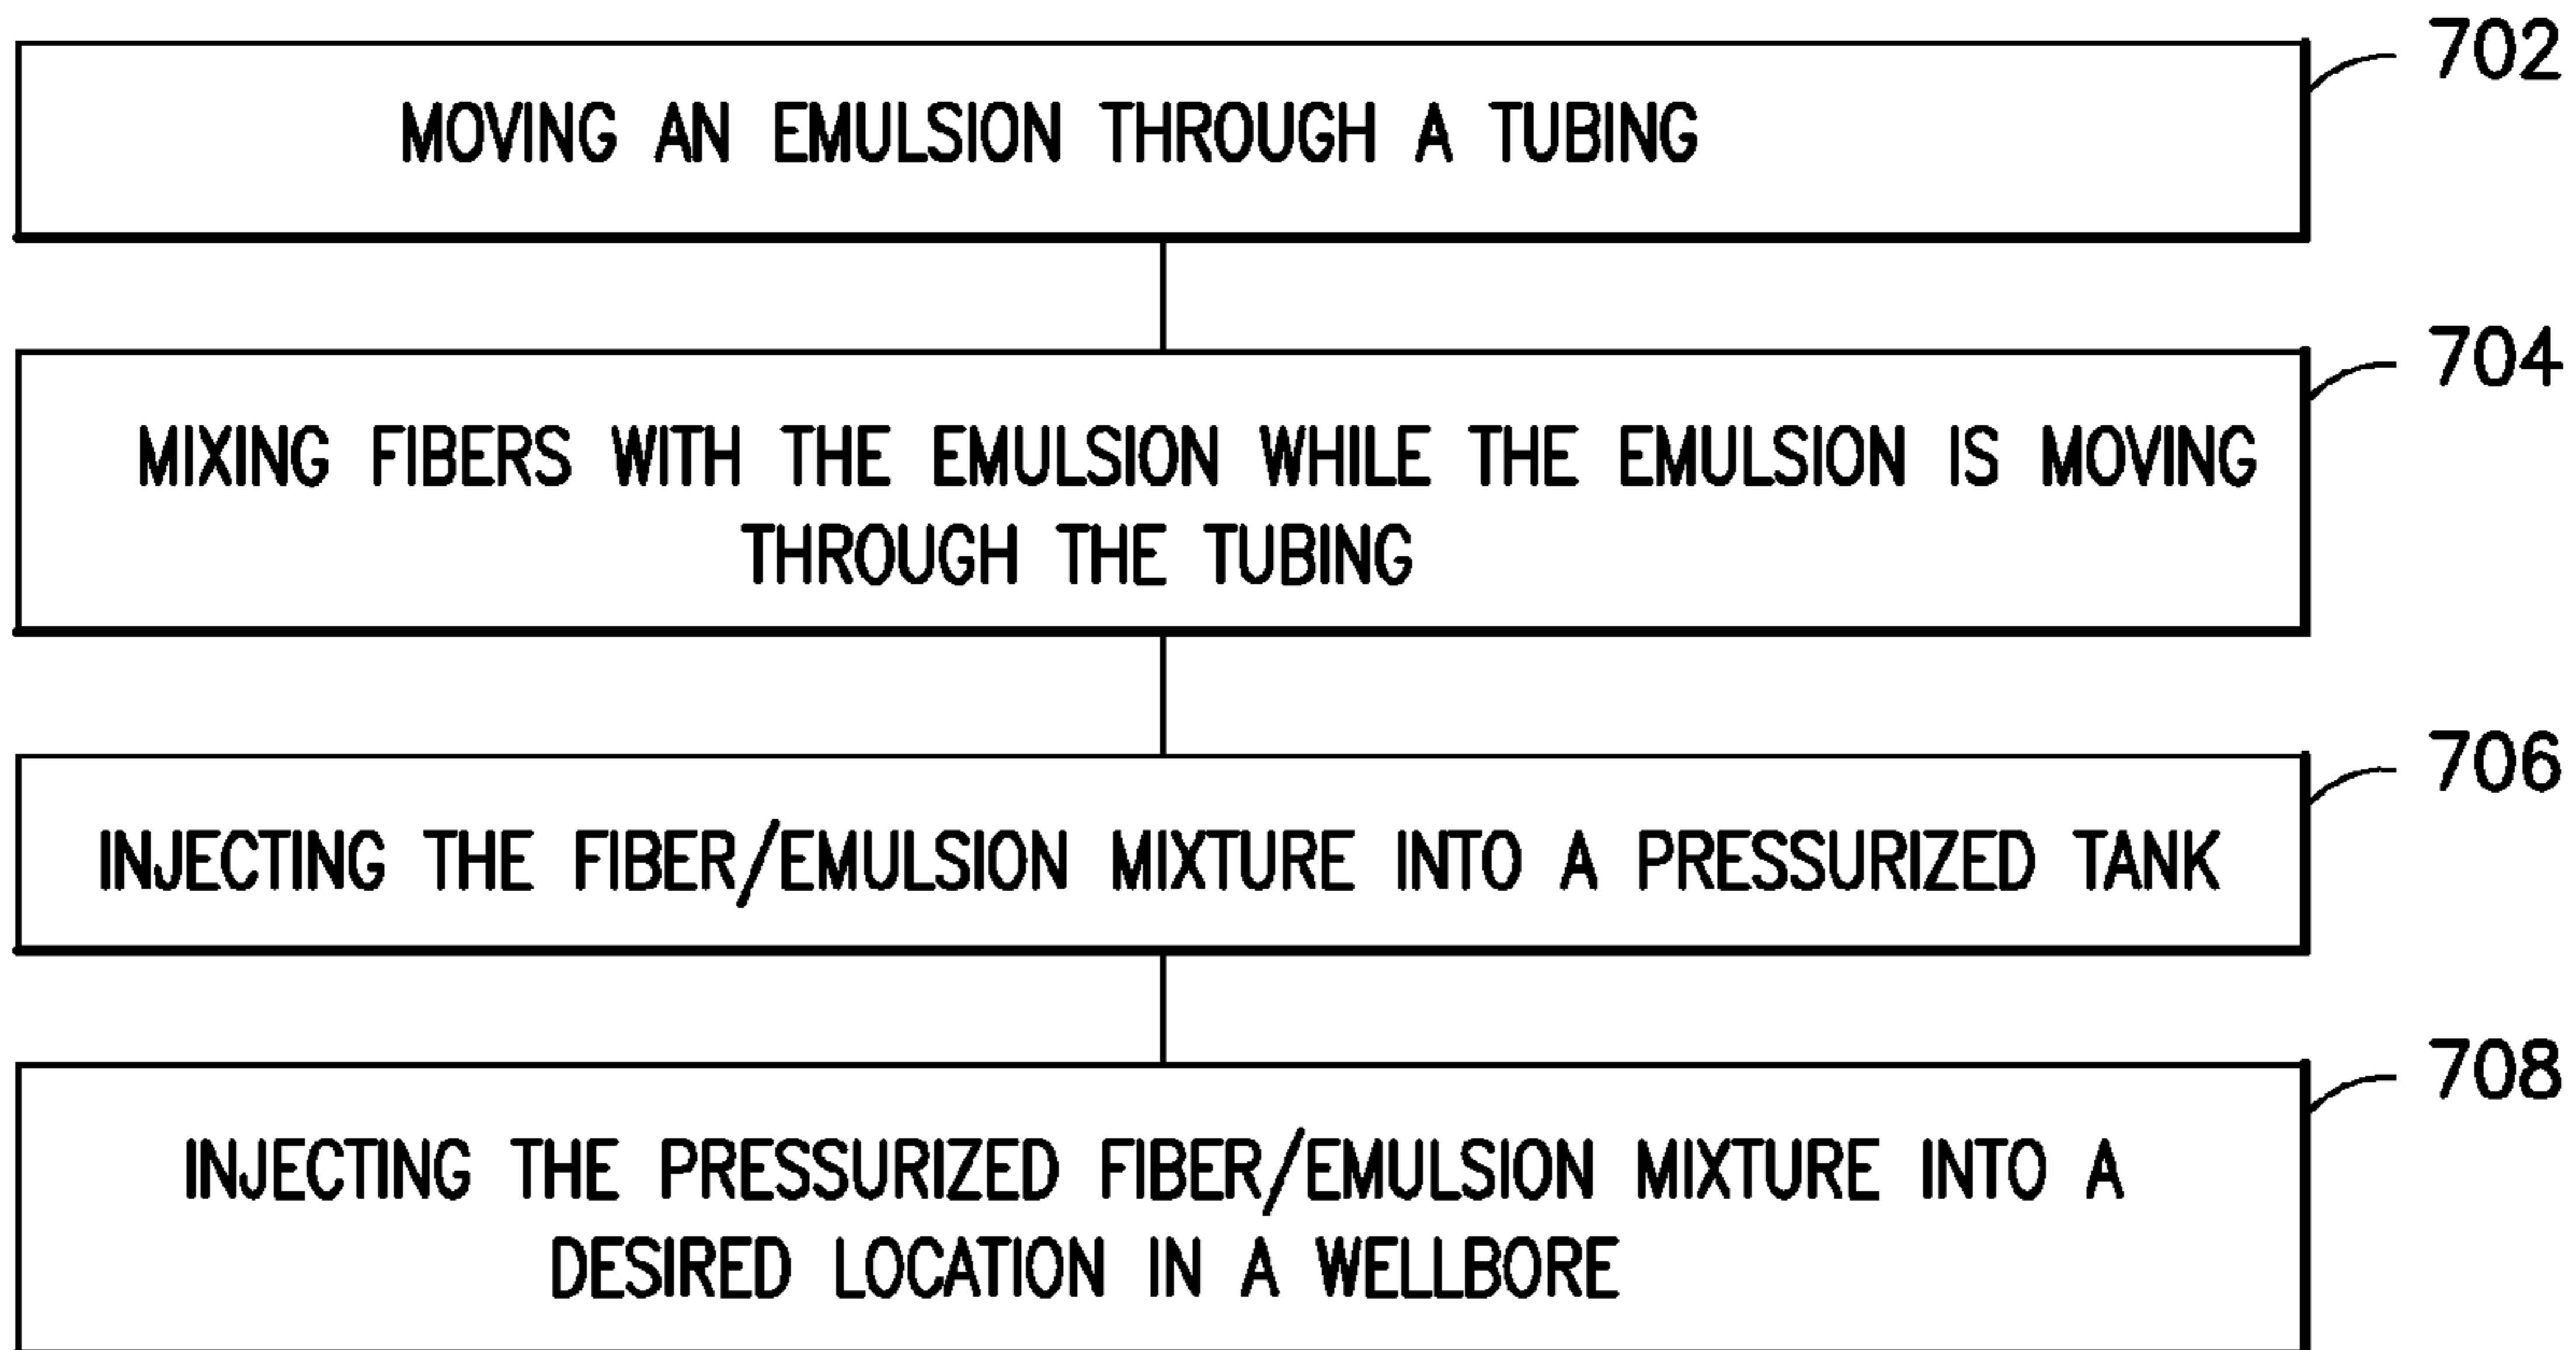 702
MOVING AN EMULSION THROUGH A TUBING
704
MIXING FIBERS WITH THE EMULSION WHILE THE EMULSION IS MOVING
THROUGH THE TUBING
706
INJECTING THE FIBER/EMULSION MIXTURE INTO A PRESSURIZED TANK
708
INJECTING THE PRESSURIZED FIBER/EMULSION MIXTURE INTO A
DESIRED LOCATION IN A WELLBORE